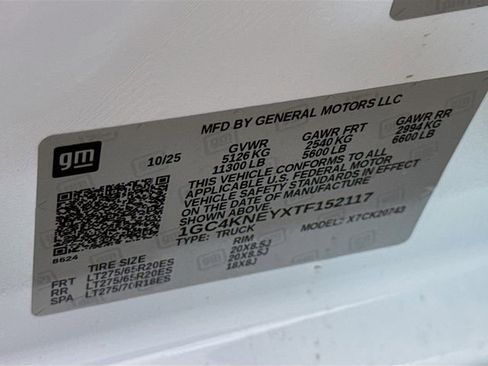 MFD BY GENERAL MOTORS LLC
gm
10/25
GVWR GAWR FRT GAWR RR
5126 KG 2540 KG 2994 KG
11300 LB 5600 LB 6600 LB
THIS VEHICLE CONFORMS TO ALL
APPLICABLE U.S. FEDERAL MOTOR
VEHICLE SAFETY STANDARDS IN EFFECT
ON THE DATE OF MANUFACTURE
SHOWN ABOVE.
1GC4KNEYXTF152117
TYPE: TRUCK MODEL: X7CK20743
8624
TIRE SIZE RIM
FRT LT275/65R20ES 20X8.5J
RR LT275/65R20ES 20X8.5J
SPA LT275/70R18ES 18X8J